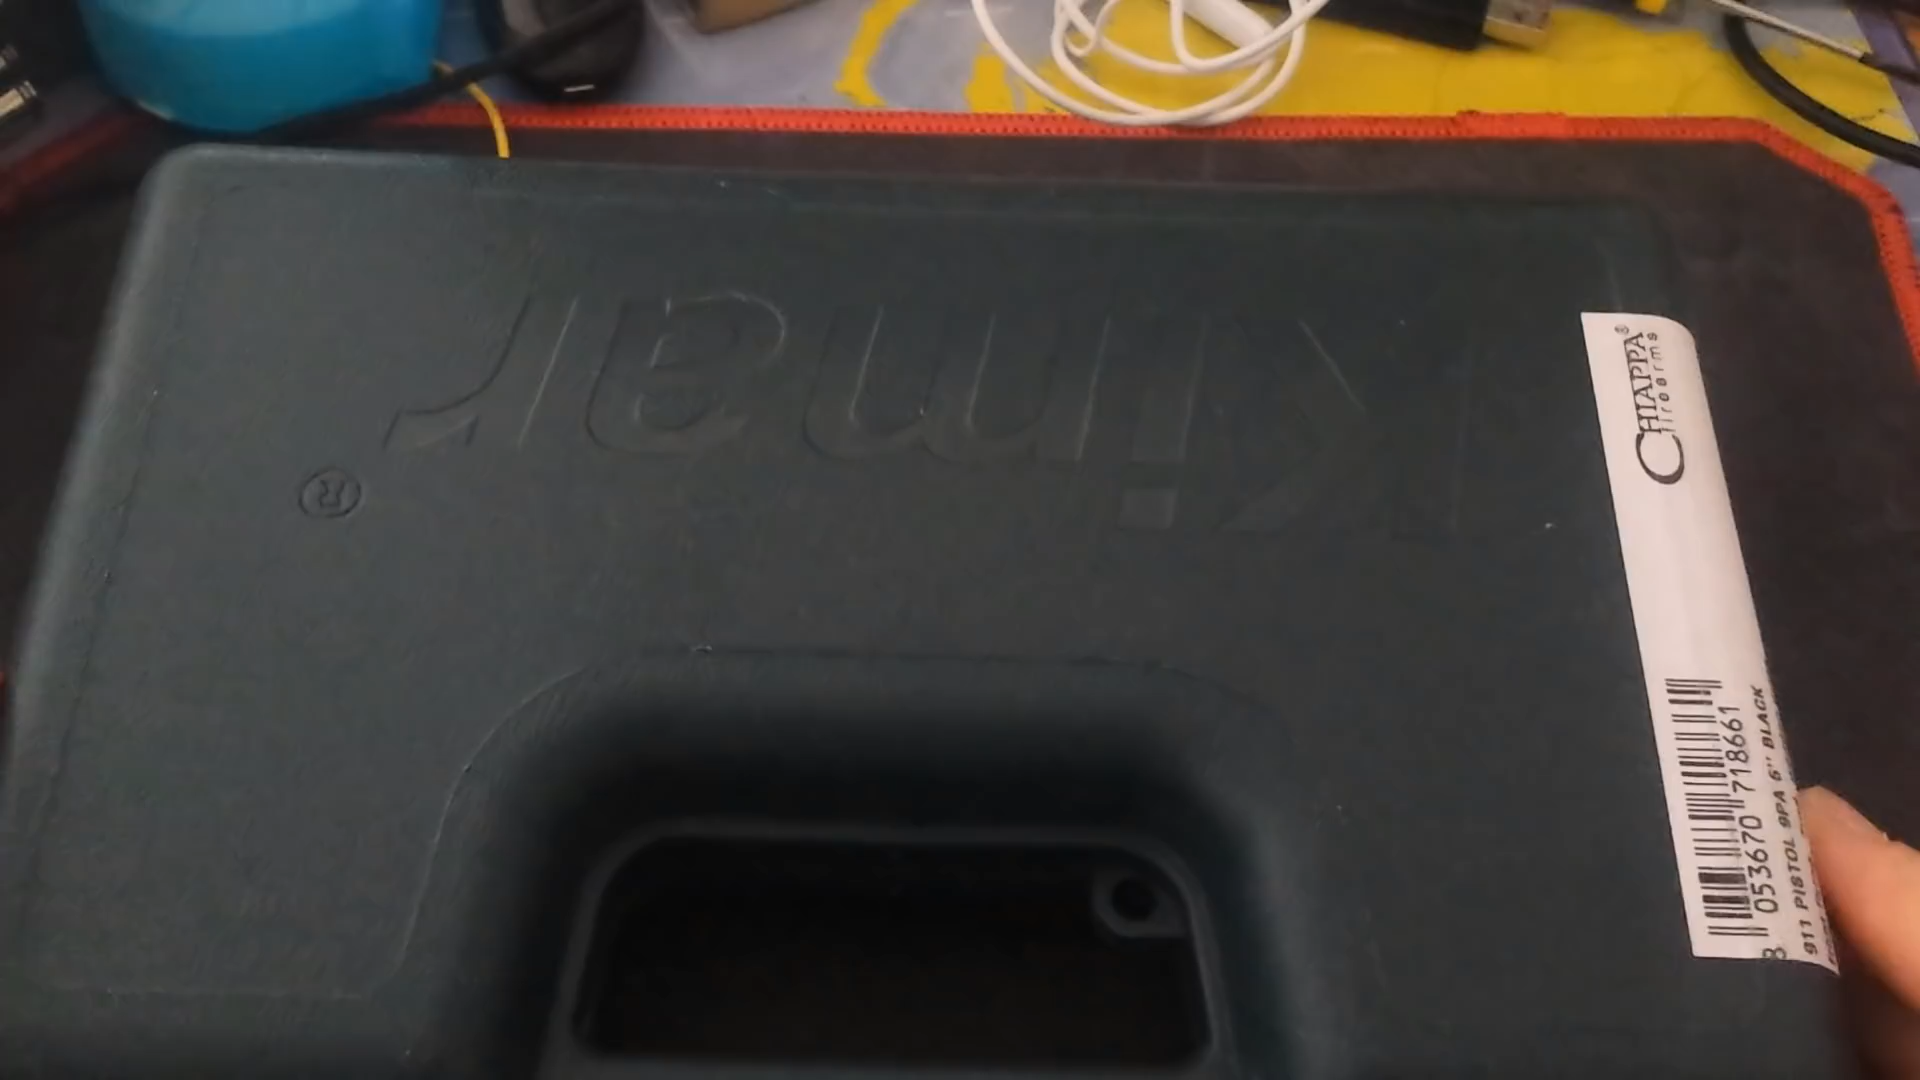 Kimar
®
CHIAPPA®
firearms
8 053670 718661
911 PISTOL 9PA 6'' BLACK